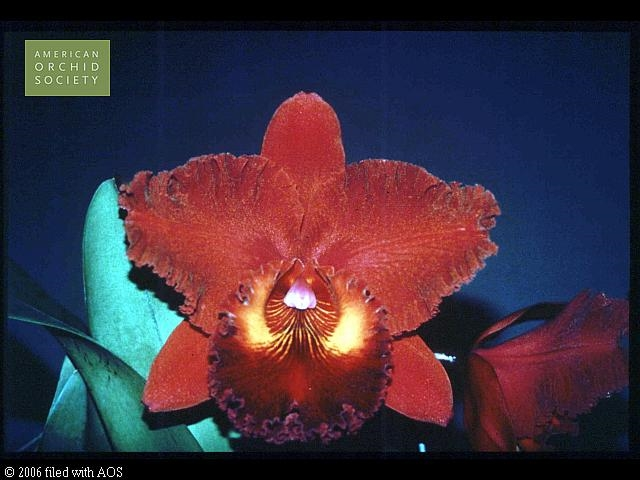 AMERICAN
ORCHID
SOCIETY
© 2006 filed with AOS